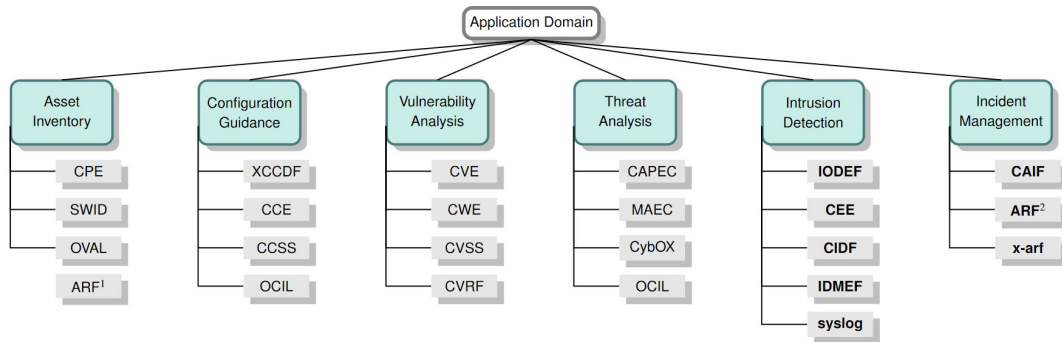 Application Domain
Asset
Inventory
CPE
SWID
OVAL
ARF¹
Configuration
Guidance
XCCDF
CCE
CCSS
OCIL
Vulnerability
Analysis
CVE
CWE
CVSS
CVRF
Threat
Analysis
CAPEC
MAEC
CybOX
OCIL
Intrusion
Detection
IODEF
CEE
CIDF
IDMEF
syslog
Incident
Management
CAIF
ARF²
x-arf